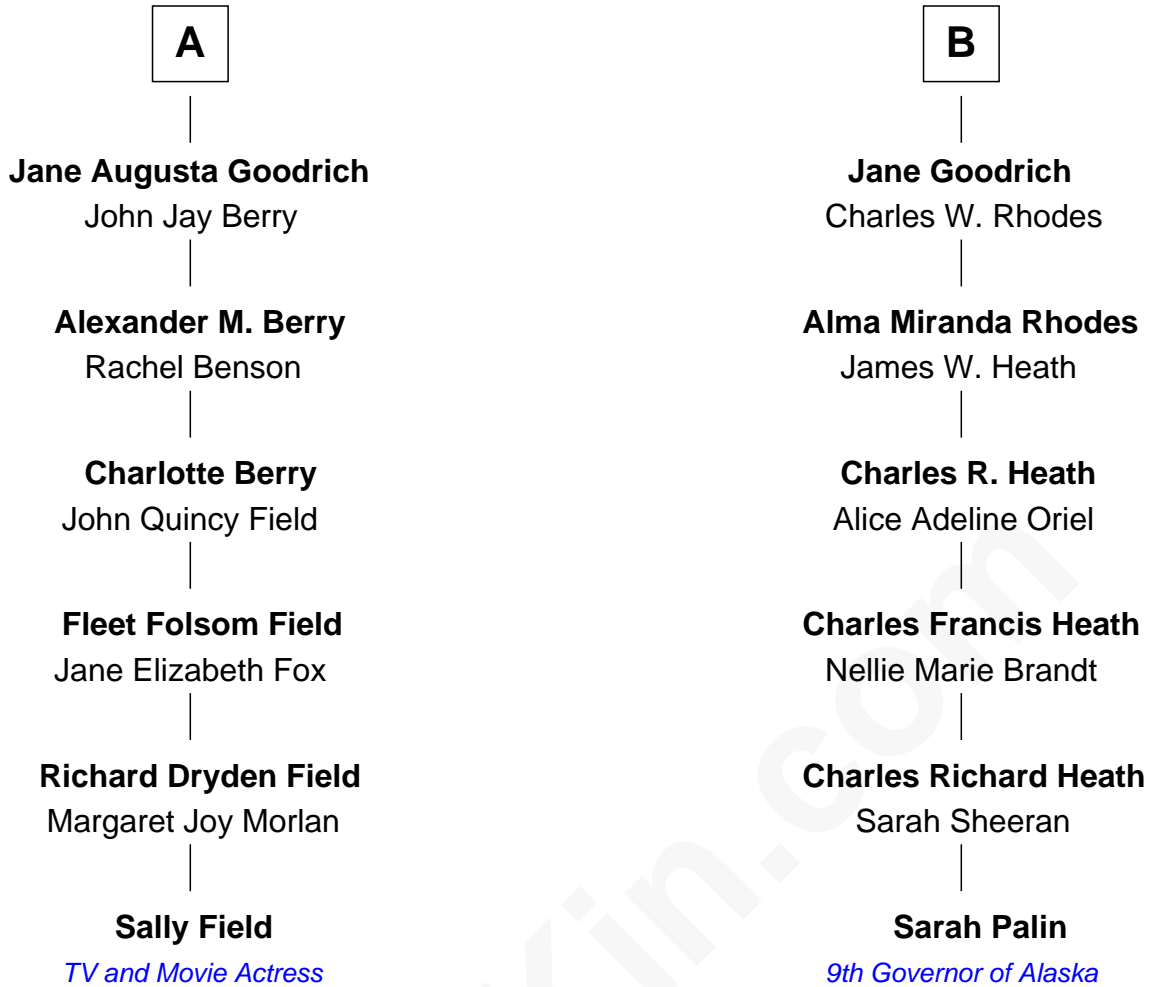 A
Jane Augusta Goodrich
John Jay Berry
Alexander M. Berry
Rachel Benson
Charlotte Berry
John Quincy Field
Fleet Folsom Field
Jane Elizabeth Fox
Richard Dryden Field
Margaret Joy Morlan
Sally Field
TV and Movie Actress
B
Jane Goodrich
Charles W. Rhodes
Alma Miranda Rhodes
James W. Heath
Charles R. Heath
Alice Adeline Oriel
Charles Francis Heath
Nellie Marie Brandt
Charles Richard Heath
Sarah Sheeran
Sarah Palin
9th Governor of Alaska
Kin.com